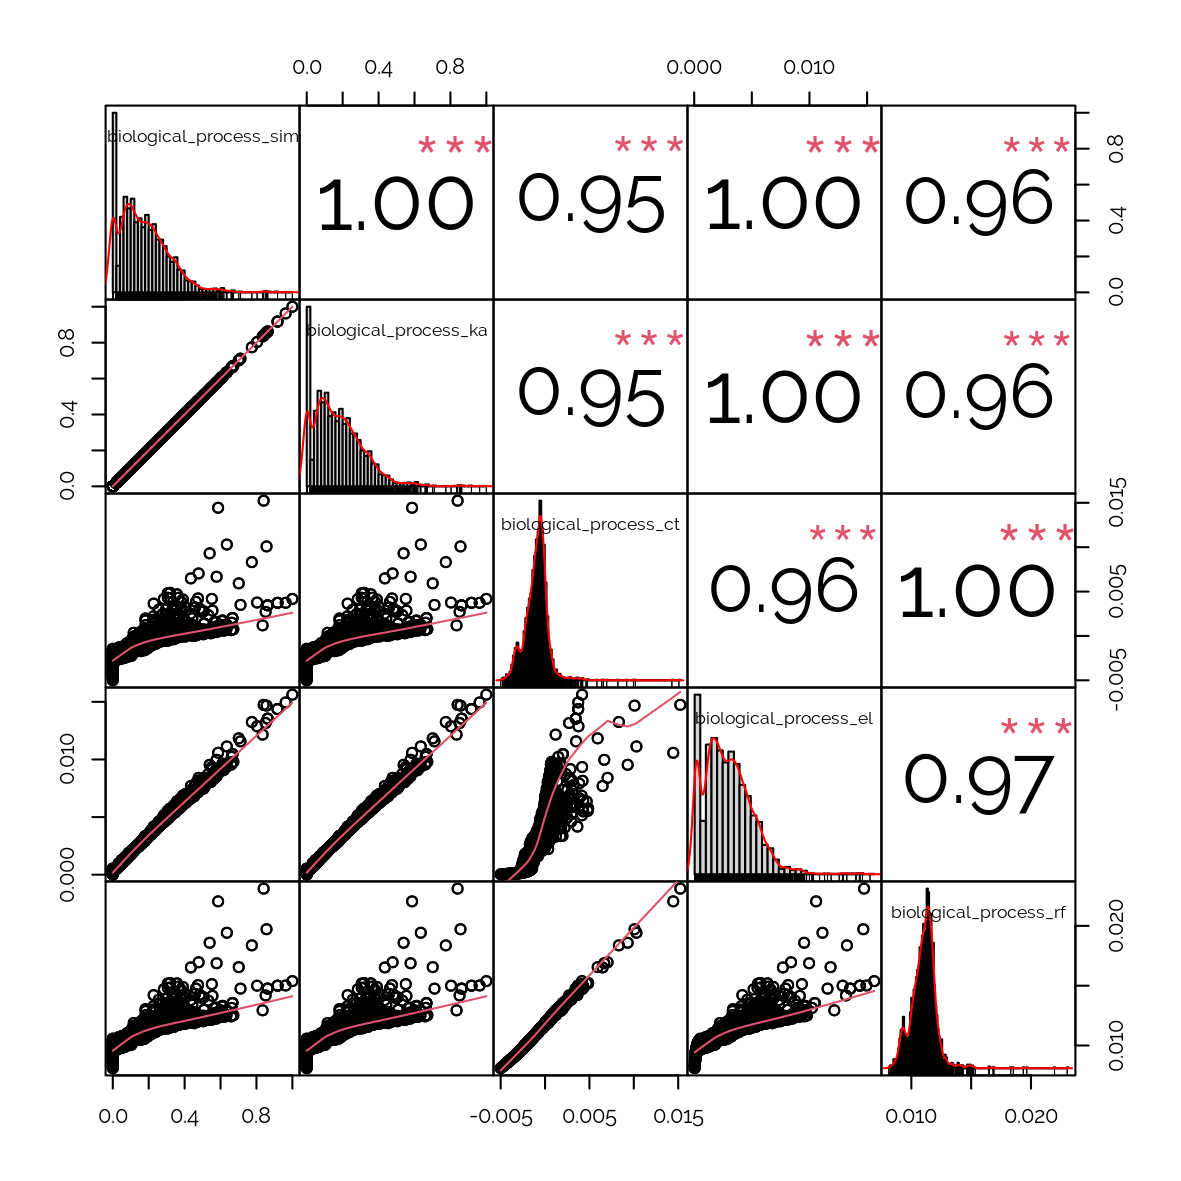 0.0 0.4 0.8 0.000 0.010
biological_process_sim *** 1.00 *** 0.95 *** 1.00 *** 0.96 0.0 0.4 0.8
0.0 0.4 0.8 biological_process_ka *** 0.95 *** 1.00 *** 0.96
biological_process_ct *** 0.96 *** 1.00 -0.005 0.005 0.015
0.000 0.010 biological_process_el *** 0.97
biological_process_rf 0.010 0.020
0.0 0.4 0.8 -0.005 0.005 0.015 0.010 0.020